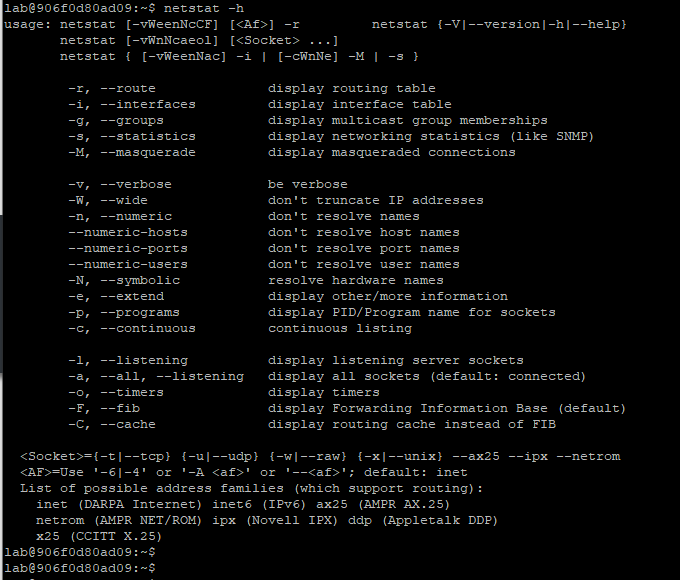 lab@906f0d80ad09:~$ netstat -h
usage: netstat [-vWeenNcCF] [<Af>] -r         netstat {-V|--version|-h|--help}
       netstat [-vWnNcaeol] [<Socket> ...]
       netstat { [-vWeenNac] -i | [-cWnNe] -M | -s }

        -r, --route              display routing table
        -i, --interfaces         display interface table
        -g, --groups             display multicast group memberships
        -s, --statistics         display networking statistics (like SNMP)
        -M, --masquerade         display masqueraded connections

        -v, --verbose            be verbose
        -W, --wide               don't truncate IP addresses
        -n, --numeric            don't resolve names
        --numeric-hosts          don't resolve host names
        --numeric-ports          don't resolve port names
        --numeric-users          don't resolve user names
        -N, --symbolic           resolve hardware names
        -e, --extend             display other/more information
        -p, --programs           display PID/Program name for sockets
        -c, --continuous         continuous listing

        -l, --listening          display listening server sockets
        -a, --all, --listening   display all sockets (default: connected)
        -o, --timers             display timers
        -F, --fib                display Forwarding Information Base (default)
        -C, --cache              display routing cache instead of FIB

  <Socket>={-t|--tcp} {-u|--udp} {-w|--raw} {-x|--unix} --ax25 --ipx --netrom
  <AF>=Use '-6|-4' or '-A <af>' or '--<af>'; default: inet
  List of possible address families (which support routing):
    inet (DARPA Internet) inet6 (IPv6) ax25 (AMPR AX.25)
    netrom (AMPR NET/ROM) ipx (Novell IPX) ddp (Appletalk DDP)
    x25 (CCITT X.25)
lab@906f0d80ad09:~$
lab@906f0d80ad09:~$